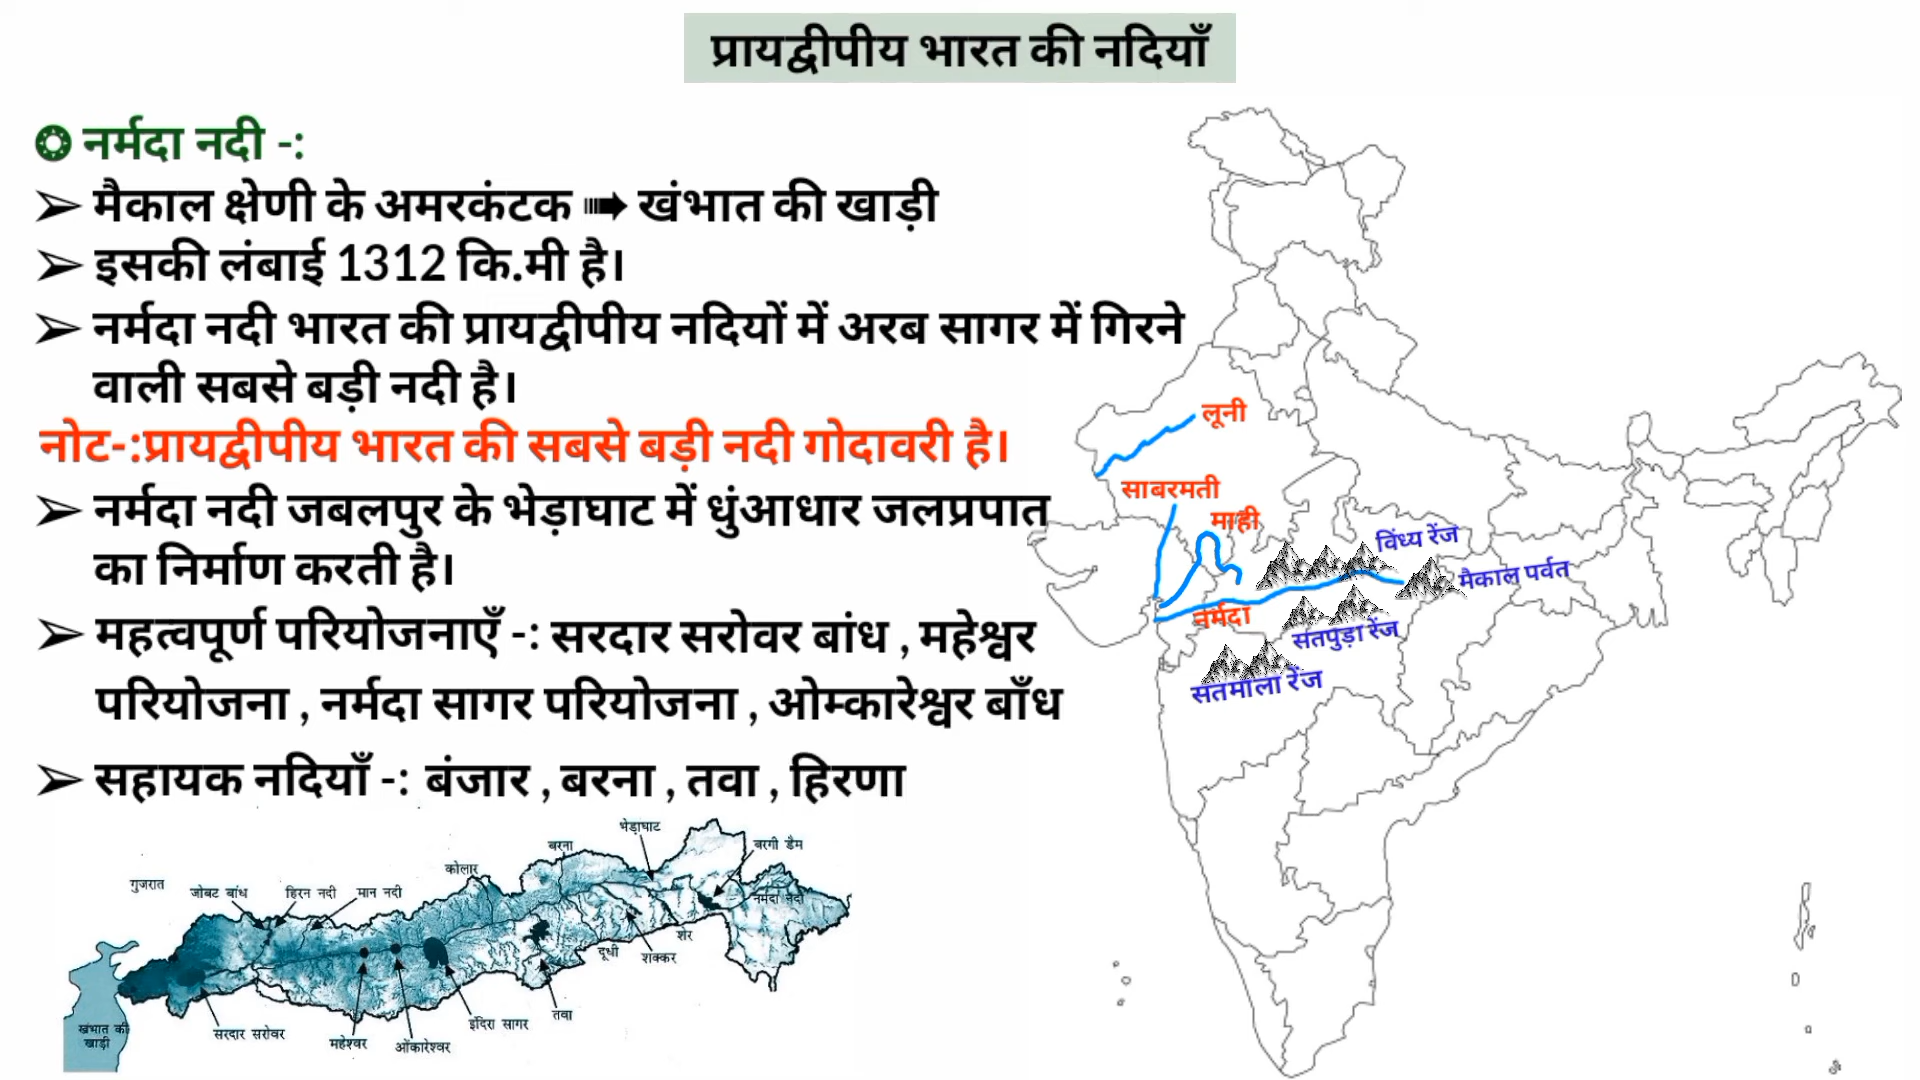 प्रायद्वीपीय भारत की नदियाँ
❂ नर्मदा नदी -:
➢ मैकाल क्षेणी के अमरकंटक ➠ खंभात की खाड़ी
➢ इसकी लंबाई 1312 कि.मी है।
➢ नर्मदा नदी भारत की प्रायद्वीपीय नदियों में अरब सागर में गिरने
वाली सबसे बड़ी नदी है।
नोट-:प्रायद्वीपीय भारत की सबसे बड़ी नदी गोदावरी है।
➢ नर्मदा नदी जबलपुर के भेड़ाघाट में धुंआधार जलप्रपात
का निर्माण करती है।
➢ महत्वपूर्ण परियोजनाएँ -: सरदार सरोवर बांध , महेश्वर
परियोजना , नर्मदा सागर परियोजना , ओम्कारेश्वर बाँध
➢ सहायक नदियाँ -: बंजार , बरना , तवा , हिरणा
लूनी
साबरमती
माही
विंध्य रेंज
मैकाल पर्वत
नर्मदा
सतपुड़ा रेंज
सतमाला रेंज
भेड़ाघाट
बरना
बरगी डैम
कोलार
गुजरात
जोबट बांध
हिरन नदी
मान नदी
नर्मदा नदी
शेर
दूधी
शक्कर
तवा
इंदिरा सागर
सरदार सरोवर
महेश्वर
ओंकारेश्वर
खंभात की
खाड़ी